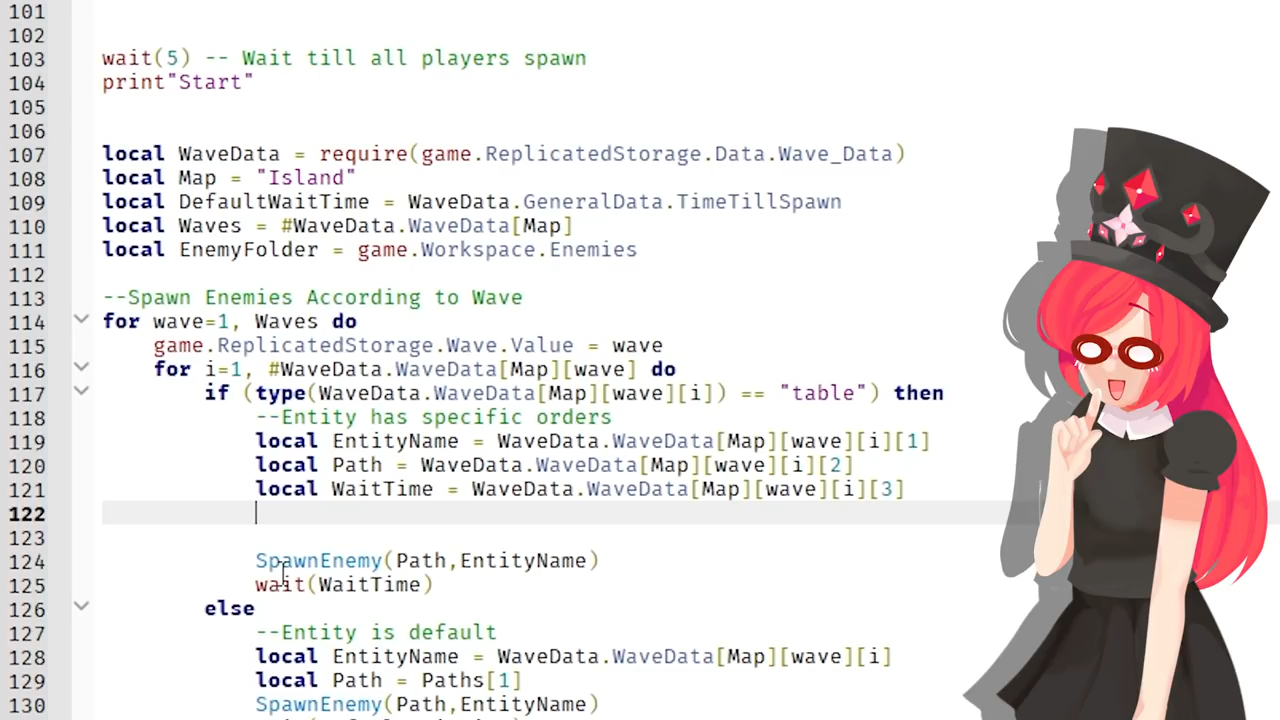 101
102
103 wait(5) -- Wait till all players spawn
104 print"Start"
105
106
107 local WaveData = require(game.ReplicatedStorage.Data.Wave_Data)
108 local Map = "Island"
109 local DefaultWaitTime = WaveData.GeneralData.TimeTillSpawn
110 local Waves = #WaveData.WaveData[Map]
111 local EnemyFolder = game.Workspace.Enemies
112
113 --Spawn Enemies According to Wave
114 for wave=1, Waves do
115 game.ReplicatedStorage.Wave.Value = wave
116 for i=1, #WaveData.WaveData[Map][wave] do
117 if (type(WaveData.WaveData[Map][wave][i]) == "table") then
118 --Entity has specific orders
119 local EntityName = WaveData.WaveData[Map][wave][i][1]
120 local Path = WaveData.WaveData[Map][wave][i][2]
121 local WaitTime = WaveData.WaveData[Map][wave][i][3]
122
123
124 SpawnEnemy(Path,EntityName)
125 wait(WaitTime)
126 else
127 --Entity is default
128 local EntityName = WaveData.WaveData[Map][wave][i]
129 local Path = Paths[1]
130 SpawnEnemy(Path,EntityName)